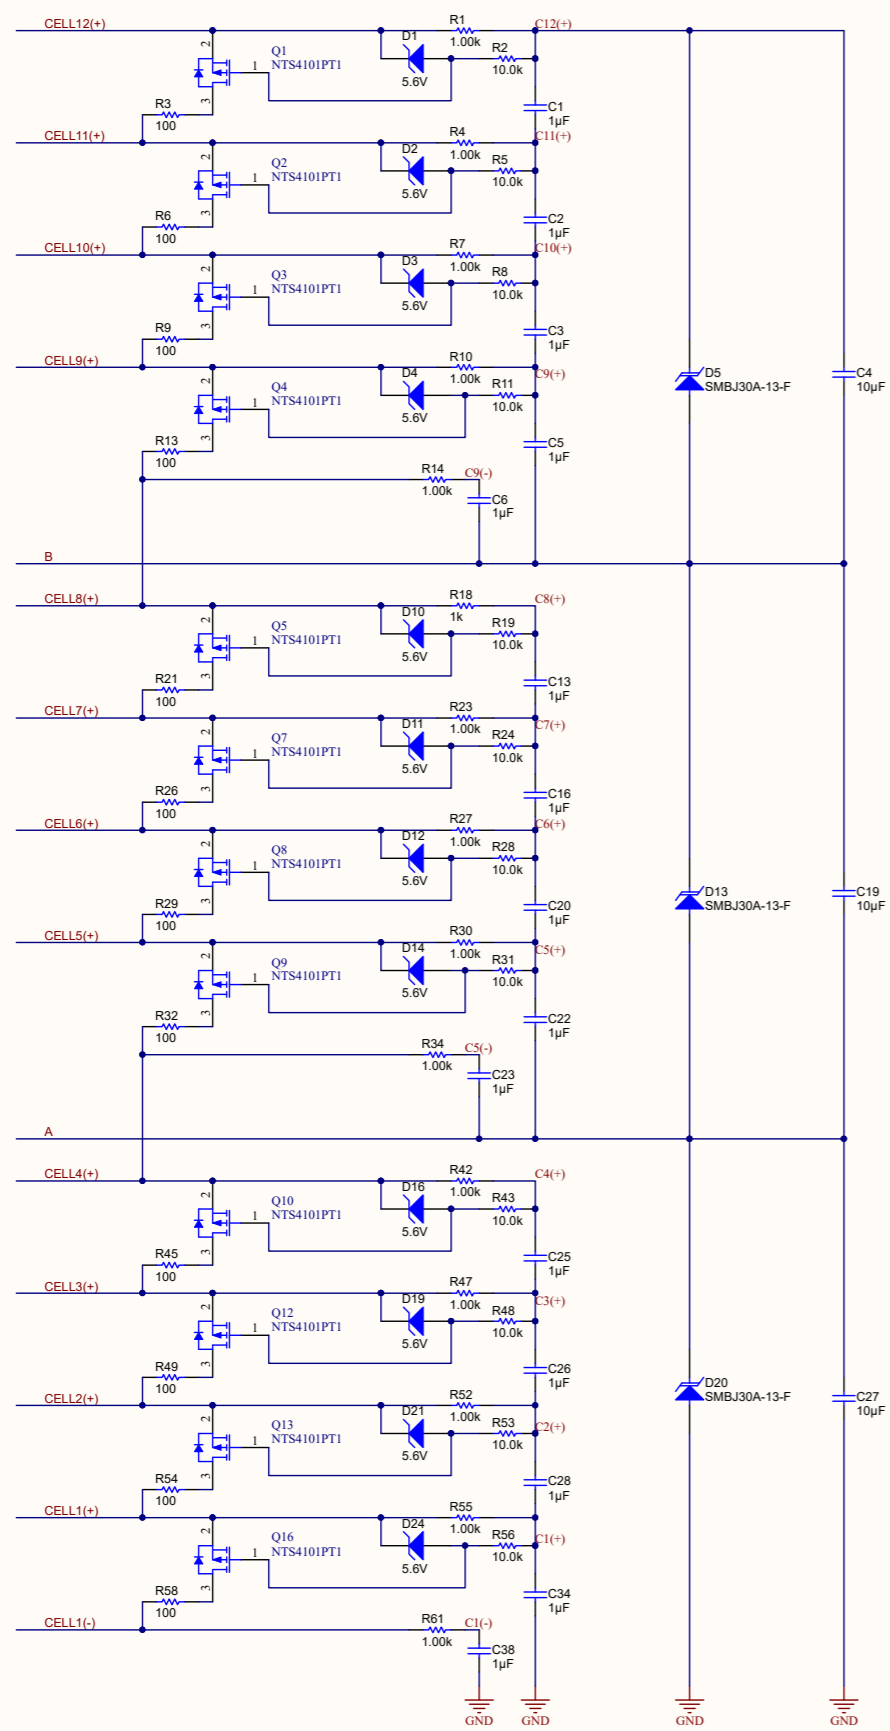 CELL12(+)
R1
1.00k
C12(+)
D1
5.6V
R2
10.0k
2
Q1
NTS4101PT1
1
3
R3
100
C1
1µF
CELL11(+)
R4
1.00k
C11(+)
D2
5.6V
R5
10.0k
2
Q2
NTS4101PT1
1
3
R6
100
C2
1µF
CELL10(+)
R7
1.00k
C10(+)
D3
5.6V
R8
10.0k
2
Q3
NTS4101PT1
1
3
R9
100
C3
1µF
CELL9(+)
R10
1.00k
C9(+)
D4
5.6V
R11
10.0k
D5
SMBJ30A-13-F
C4
10µF
2
Q4
NTS4101PT1
1
3
R13
100
C5
1µF
R14
1.00k
C9(-)
C6
1µF
B
CELL8(+)
R18
1k
C8(+)
D10
5.6V
R19
10.0k
2
Q5
NTS4101PT1
1
3
R21
100
C13
1µF
CELL7(+)
R23
1.00k
C7(+)
D11
5.6V
R24
10.0k
2
Q7
NTS4101PT1
1
3
R26
100
C16
1µF
CELL6(+)
R27
1.00k
C6(+)
D12
5.6V
R28
10.0k
2
Q8
NTS4101PT1
1
3
D13
SMBJ30A-13-F
C19
10µF
R29
100
C20
1µF
CELL5(+)
R30
1.00k
C5(+)
D14
5.6V
R31
10.0k
2
Q9
NTS4101PT1
1
3
R32
100
C22
1µF
R34
1.00k
C5(-)
C23
1µF
A
CELL4(+)
R42
1.00k
C4(+)
D16
5.6V
R43
10.0k
2
Q10
NTS4101PT1
1
3
R45
100
C25
1µF
CELL3(+)
R47
1.00k
C3(+)
D19
5.6V
R48
10.0k
2
Q12
NTS4101PT1
1
3
R49
100
C26
1µF
D20
SMBJ30A-13-F
C27
10µF
CELL2(+)
R52
1.00k
C2(+)
D21
5.6V
R53
10.0k
2
Q13
NTS4101PT1
1
3
R54
100
C28
1µF
CELL1(+)
R55
1.00k
C1(+)
D24
5.6V
R56
10.0k
2
Q16
NTS4101PT1
1
3
R58
100
C34
1µF
CELL1(-)
R61
1.00k
C1(-)
C38
1µF
GND
GND
GND
GND